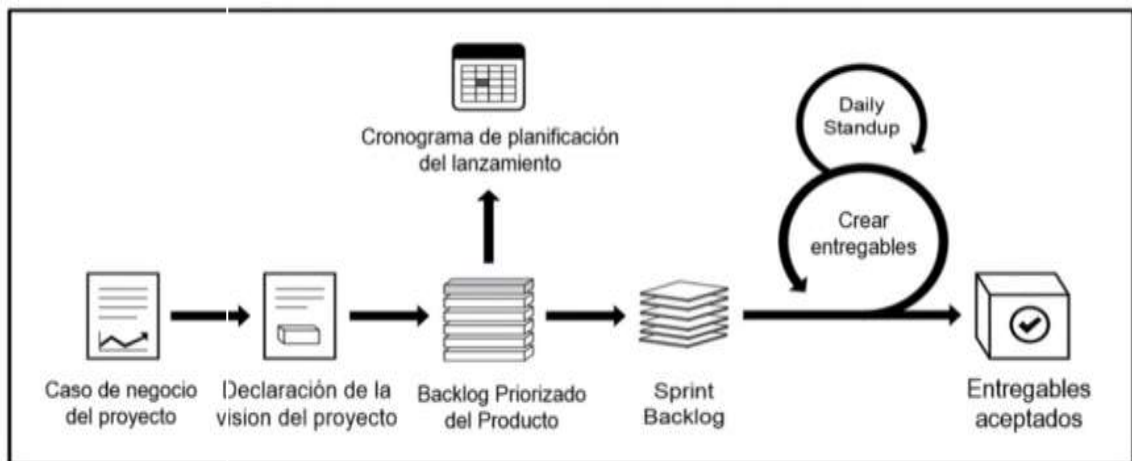 Cronograma de planificación
del lanzamiento
Daily
Standup
Crear
entregables
Caso de negocio
del proyecto
Declaración de la
vision del proyecto
Backlog Priorizado
del Producto
Sprint
Backlog
Entregables
aceptados